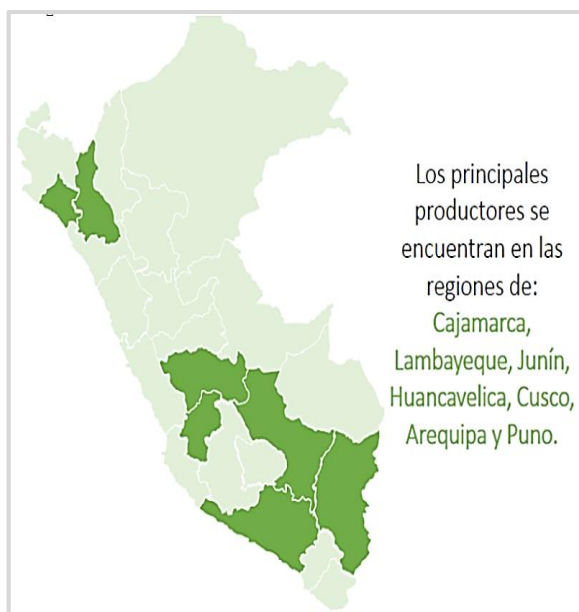 Los principales
productores se
encuentran en las
regiones de:
Cajamarca,
Lambayeque, Junín,
Huancavelica, Cusco,
Arequipa y Puno.